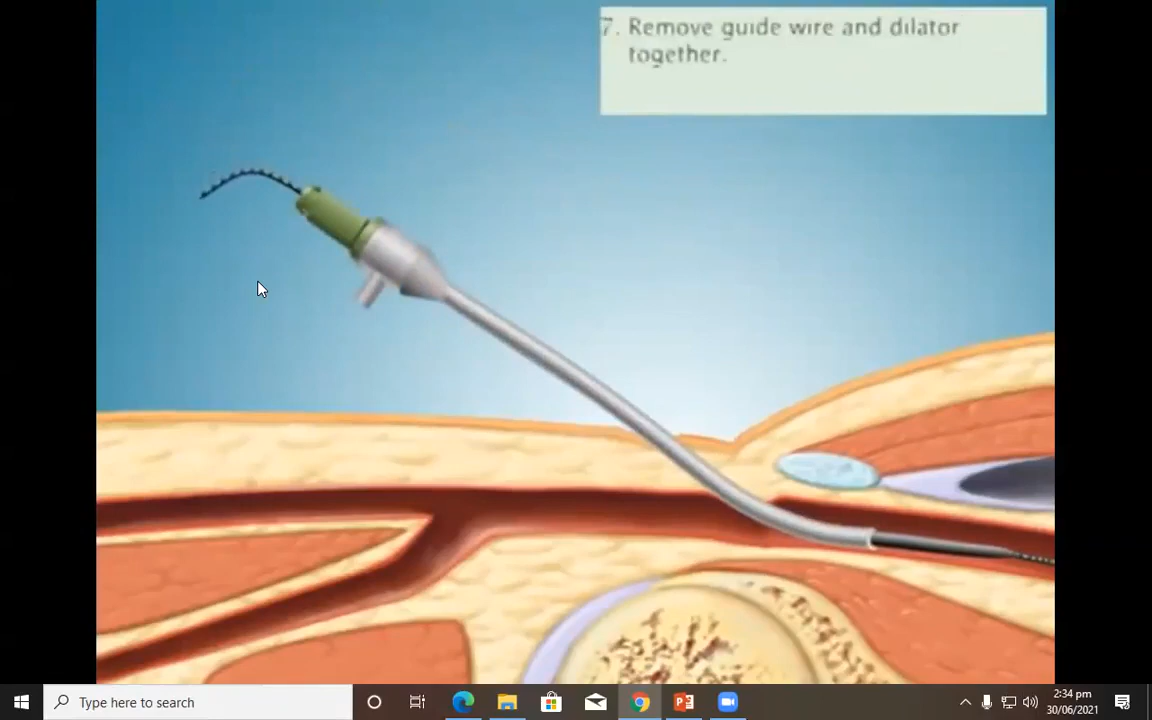 7. Remove guide wire and dilator
together.
Type here to search
2:34 pm
30/06/2021